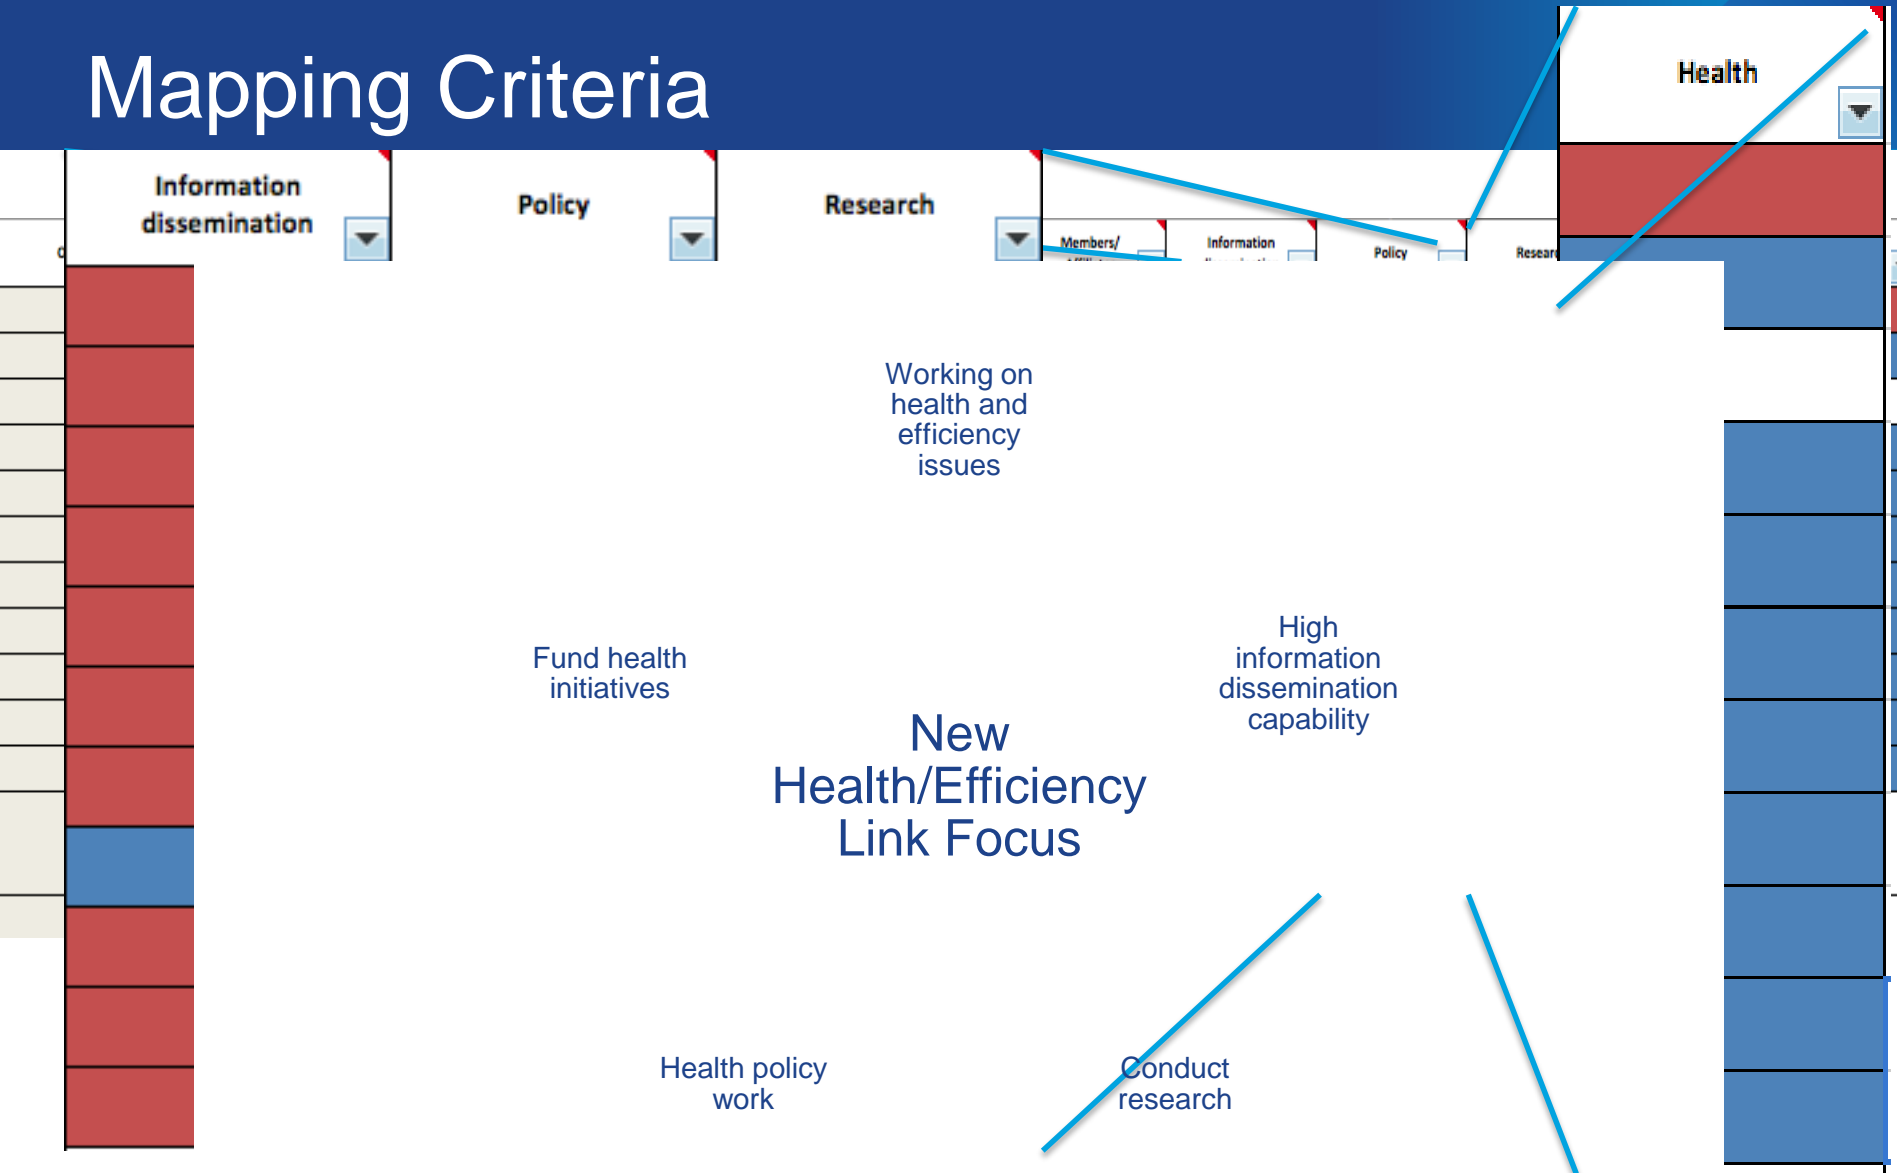 Mapping Criteria
Health
Information
dissemination
Policy
Research
Members/
Information
Policy
Working on
health and
efficiency
issues
Fund health
initiatives
High
information
dissemination
capability
New
Health/Efficiency
Link Focus
Health policy
work
Conduct
research